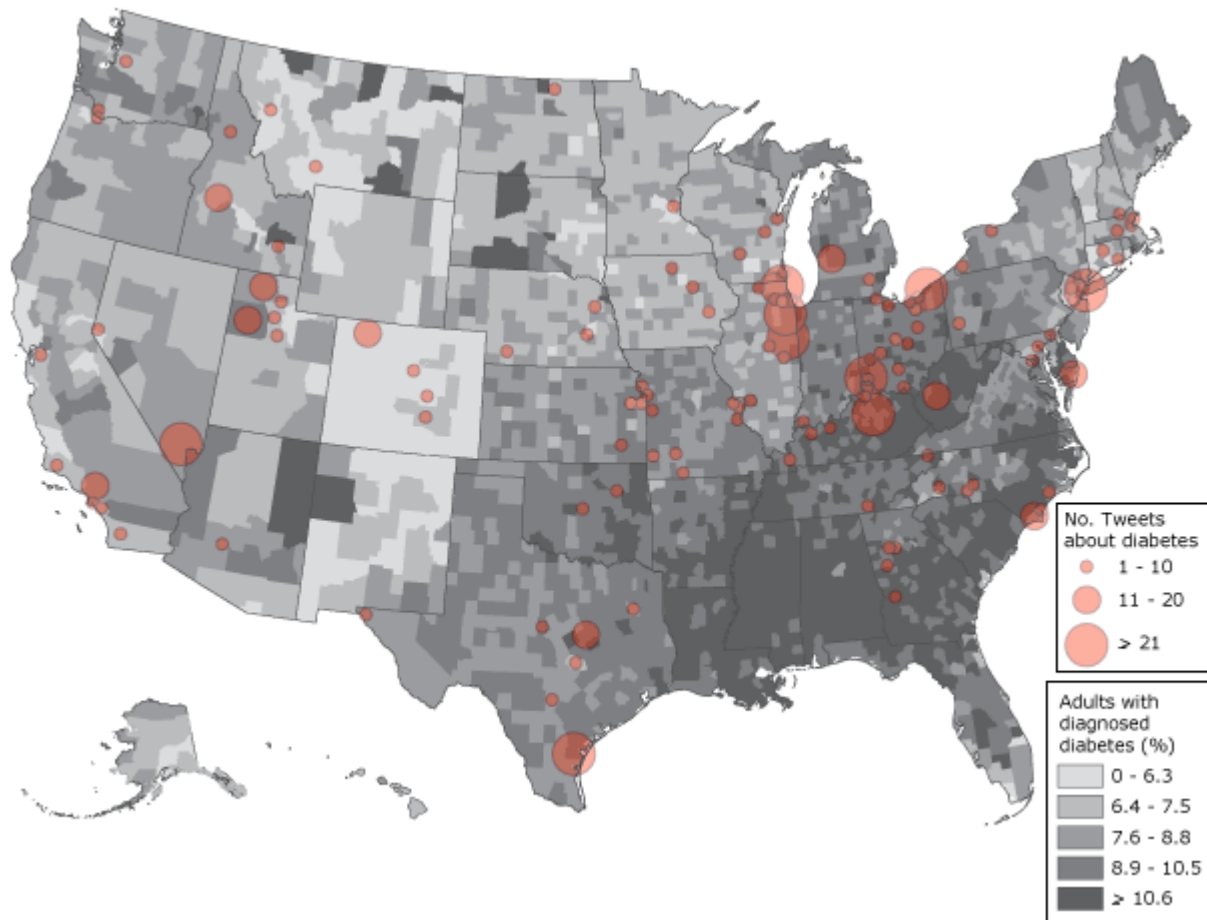 No. Tweets
about diabetes
1 - 10
11 - 20
≥ 21
Adults with
diagnosed
diabetes (%)
0 - 6.3
6.4 - 7.5
7.6 - 8.8
8.9 - 10.5
≥ 10.6